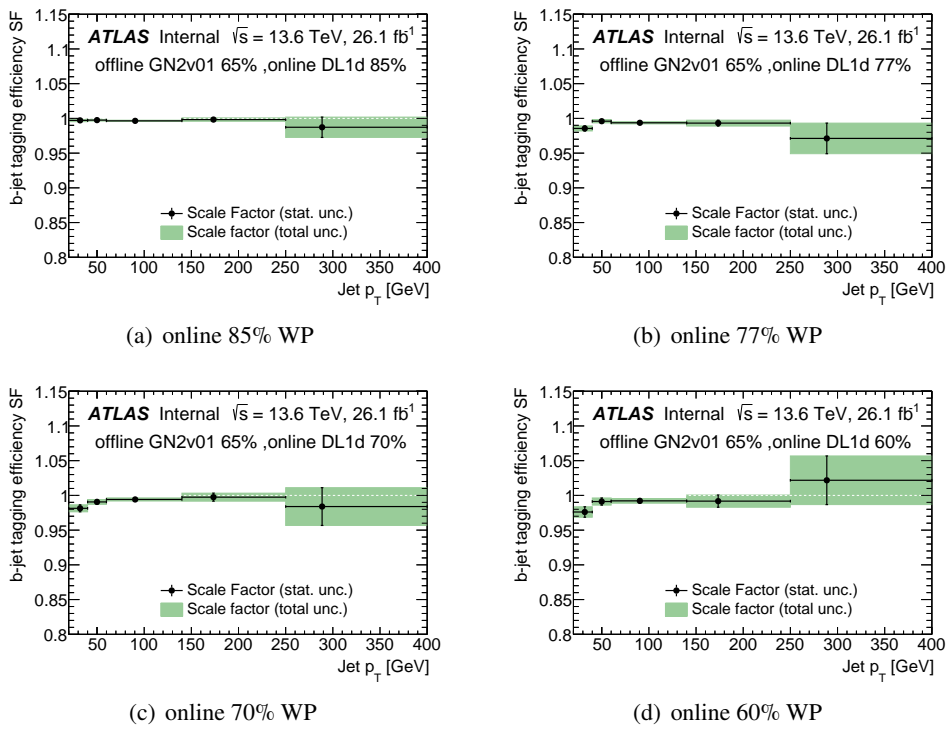 1.15
1.1
1.05
1
0.95
0.9
0.85
0.8
b-jet tagging efficiency SF
ATLAS Internal √s = 13.6 TeV, 26.1 fb¹
offline GN2v01 65% ,online DL1d 85%
Scale Factor (stat. unc.)
Scale factor (total unc.)
50 100 150 200 250 300 350 400
Jet p_T [GeV]
(a) online 85% WP
1.15
1.1
1.05
1
0.95
0.9
0.85
0.8
b-jet tagging efficiency SF
ATLAS Internal √s = 13.6 TeV, 26.1 fb¹
offline GN2v01 65% ,online DL1d 77%
Scale Factor (stat. unc.)
Scale factor (total unc.)
50 100 150 200 250 300 350 400
Jet p_T [GeV]
(b) online 77% WP
1.15
1.1
1.05
1
0.95
0.9
0.85
0.8
b-jet tagging efficiency SF
ATLAS Internal √s = 13.6 TeV, 26.1 fb¹
offline GN2v01 65% ,online DL1d 70%
Scale Factor (stat. unc.)
Scale factor (total unc.)
50 100 150 200 250 300 350 400
Jet p_T [GeV]
(c) online 70% WP
1.15
1.1
1.05
1
0.95
0.9
0.85
0.8
b-jet tagging efficiency SF
ATLAS Internal √s = 13.6 TeV, 26.1 fb¹
offline GN2v01 65% ,online DL1d 60%
Scale Factor (stat. unc.)
Scale factor (total unc.)
50 100 150 200 250 300 350 400
Jet p_T [GeV]
(d) online 60% WP